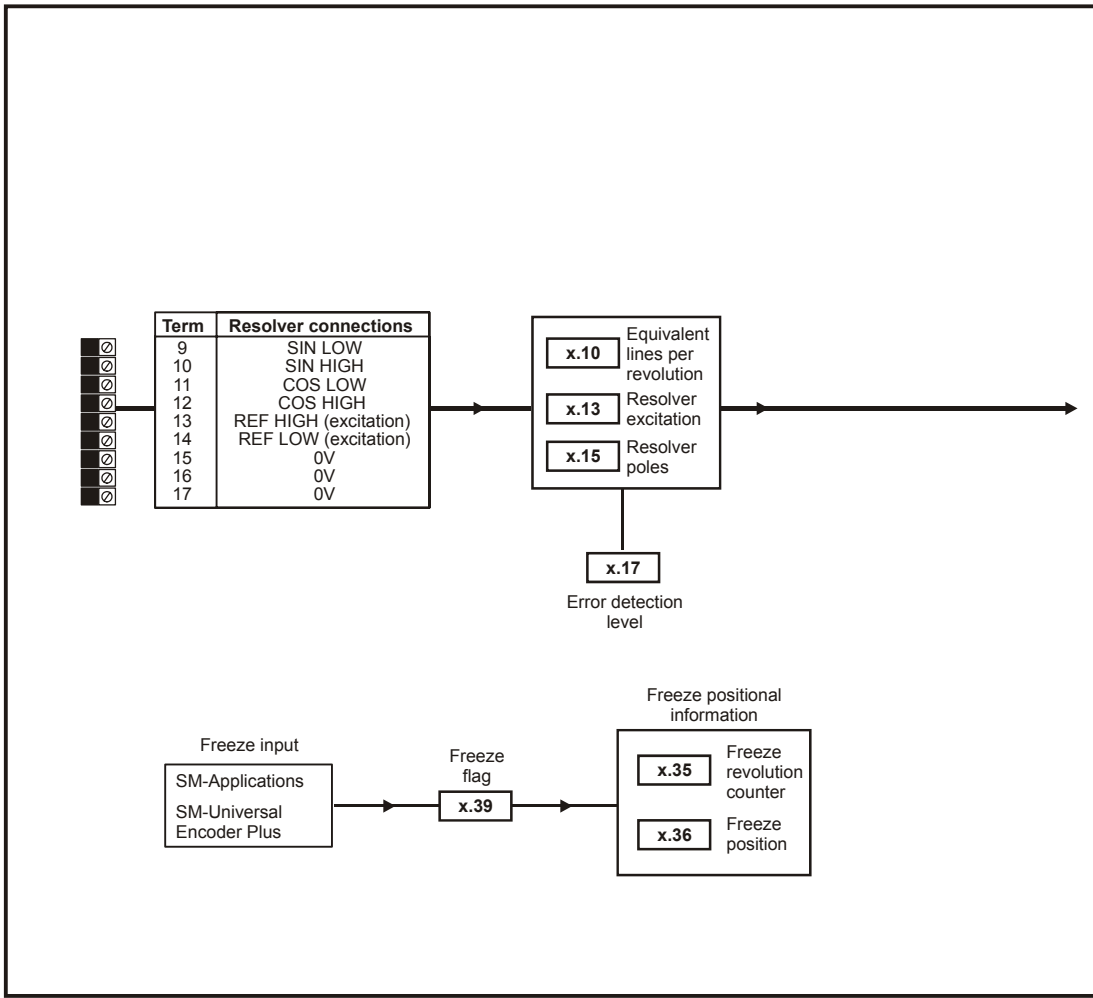 Term Resolver connections
9 SIN LOW
10 SIN HIGH
11 COS LOW
12 COS HIGH
13 REF HIGH (excitation)
14 REF LOW (excitation)
15 0V
16 0V
17 0V
x.10
Equivalent
lines per
revolution
x.13
Resolver
excitation
x.15
Resolver
poles
x.17
Error detection
level
Freeze input
SM-Applications
SM-Universal
Encoder Plus
Freeze
flag
x.39
Freeze positional
information
x.35
Freeze
revolution
counter
x.36
Freeze
position